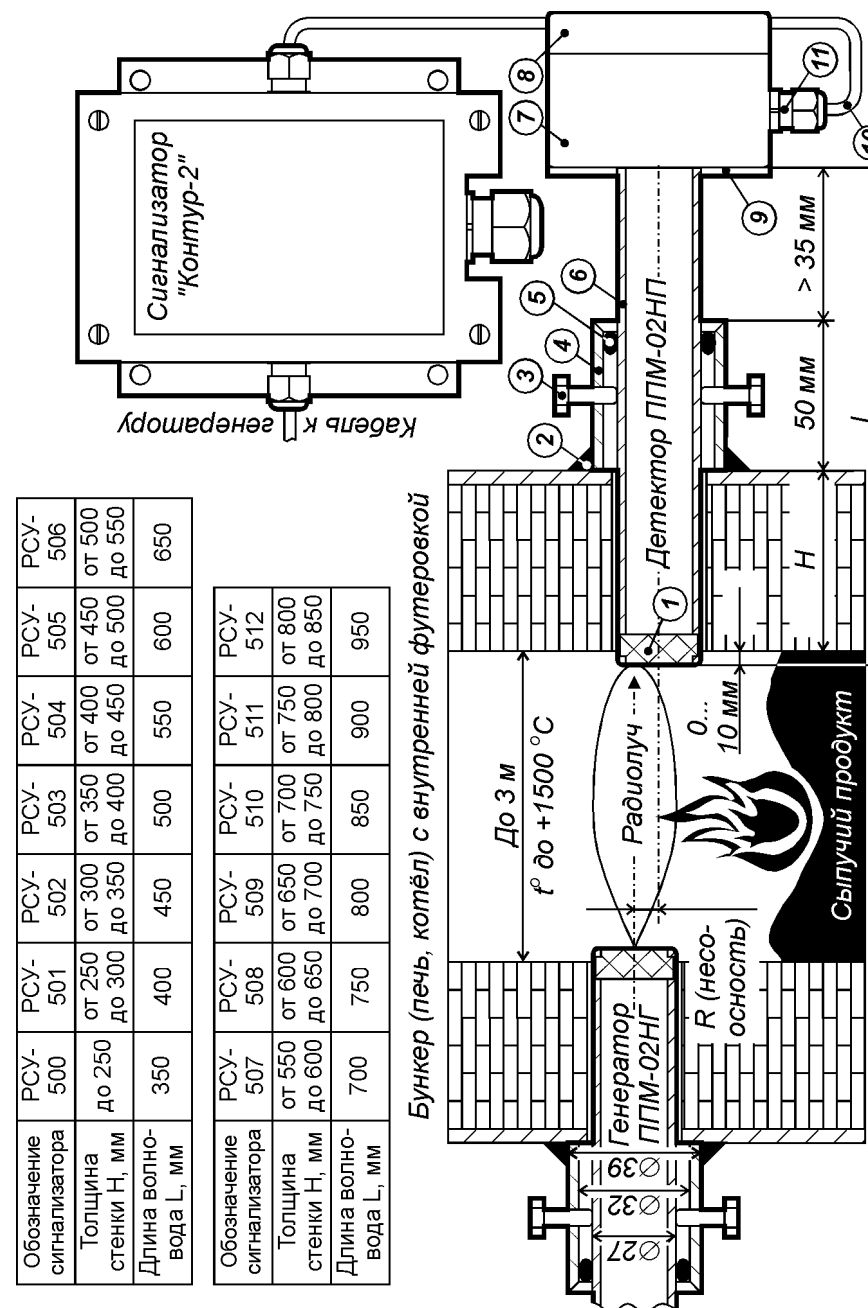 Обозначение сигнализатора РСУ-500 РСУ-501 РСУ-502 РСУ-503 РСУ-504 РСУ-505 РСУ-506
Толщина стенки Н, мм до 250 от 250 до 300 от 300 до 350 от 350 до 400 от 400 до 450 от 450 до 500 от 500 до 550
Длина волно-вода L, мм 350 400 450 500 550 600 650
Обозначение сигнализатора РСУ-507 РСУ-508 РСУ-509 РСУ-510 РСУ-511 РСУ-512
Толщина стенки Н, мм от 550 до 600 от 600 до 650 от 650 до 700 от 700 до 750 от 750 до 800 от 800 до 850
Длина волно-вода L, мм 700 750 800 850 900 950
Сигнализатор
"Контур-2"
Кабель к генератору
Бункер (печь, котёл) с внутренней футеровкой
До 3 м
t° до +1500 °C
Радиолуч
Генератор
ППМ-02НГ
Детектор ППМ-02НП
R (несо-
осность)
0...
10 мм
Сыпучий продукт
H
50 мм
> 35 мм
L
∅39
∅32
∅27
1
2
3
4
5
6
7
8
9
10
11